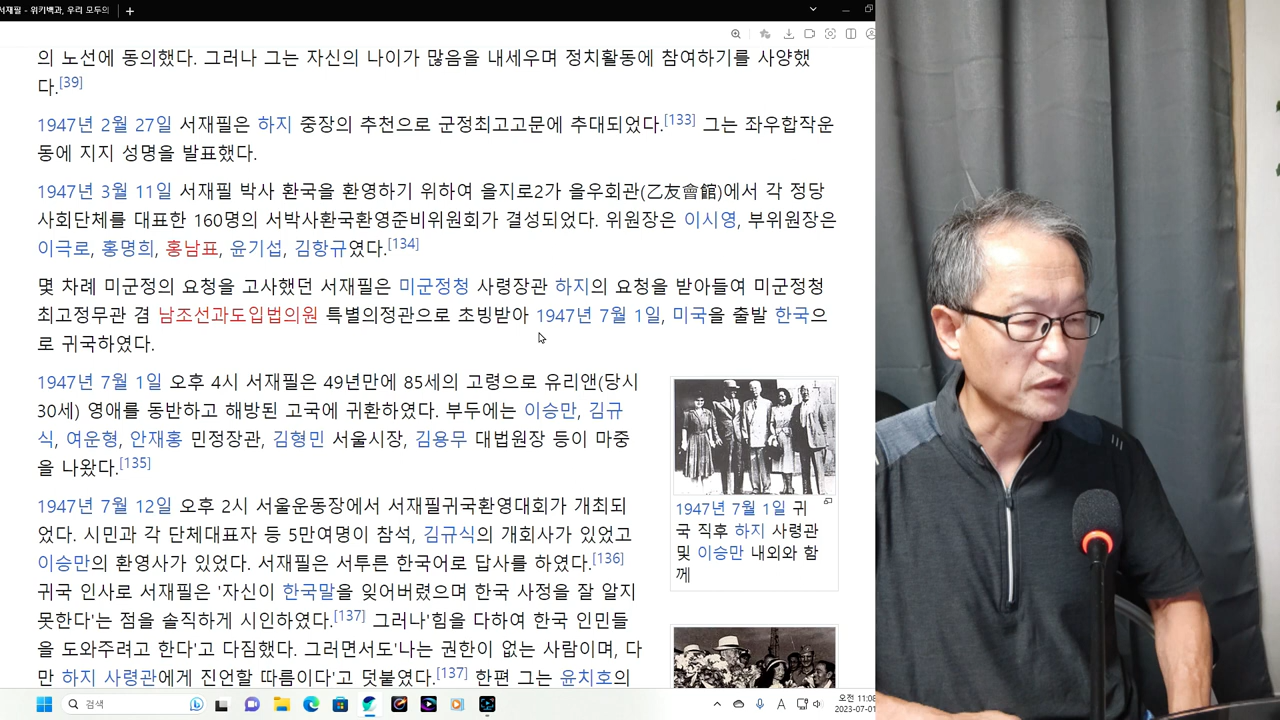 서재필 - 위키백과, 우리 모두의
의 노선에 동의했다. 그러나 그는 자신의 나이가 많음을 내세우며 정치활동에 참여하기를 사양했
다.[39]
1947년 2월 27일 서재필은 하지 중장의 추천으로 군정최고고문에 추대되었다.[133] 그는 좌우합작운
동에 지지 성명을 발표했다.
1947년 3월 11일 서재필 박사 환국을 환영하기 위하여 을지로2가 을우회관(乙友會館)에서 각 정당
사회단체를 대표한 160명의 서박사환국환영준비위원회가 결성되었다. 위원장은 이시영, 부위원장은
이극로, 홍명희, 홍남표, 윤기섭, 김항규였다.[134]
몇 차례 미군정의 요청을 고사했던 서재필은 미군정청 사령장관 하지의 요청을 받아들여 미군정청
최고정무관 겸 남조선과도입법의원 특별의정관으로 초빙받아 1947년 7월 1일, 미국을 출발 한국으
로 귀국하였다.
1947년 7월 1일 오후 4시 서재필은 49년만에 85세의 고령으로 유리앤(당시
30세) 영애를 동반하고 해방된 고국에 귀환하였다. 부두에는 이승만, 김규
식, 여운형, 안재홍 민정장관, 김형민 서울시장, 김용무 대법원장 등이 마중
을 나왔다.[135]
1947년 7월 12일 오후 2시 서울운동장에서 서재필귀국환영대회가 개최되
었다. 시민과 각 단체대표자 등 5만여명이 참석, 김규식의 개회사가 있었고
이승만의 환영사가 있었다. 서재필은 서투른 한국어로 답사를 하였다.[136]
귀국 인사로 서재필은 '자신이 한국말을 잊어버렸으며 한국 사정을 잘 알지
못한다'는 점을 솔직하게 시인하였다.[137] 그러나'힘을 다하여 한국 인민들
을 도와주려고 한다'고 다짐했다. 그러면서도'나는 권한이 없는 사람이며, 다
만 하지 사령관에게 진언할 따름이다'고 덧붙였다.[137] 한편 그는 윤치호의
1947년 7월 1일 귀
국 직후 하지 사령관
및 이승만 내외와 함
께
검색
A
오전 11:08
2023-07-01